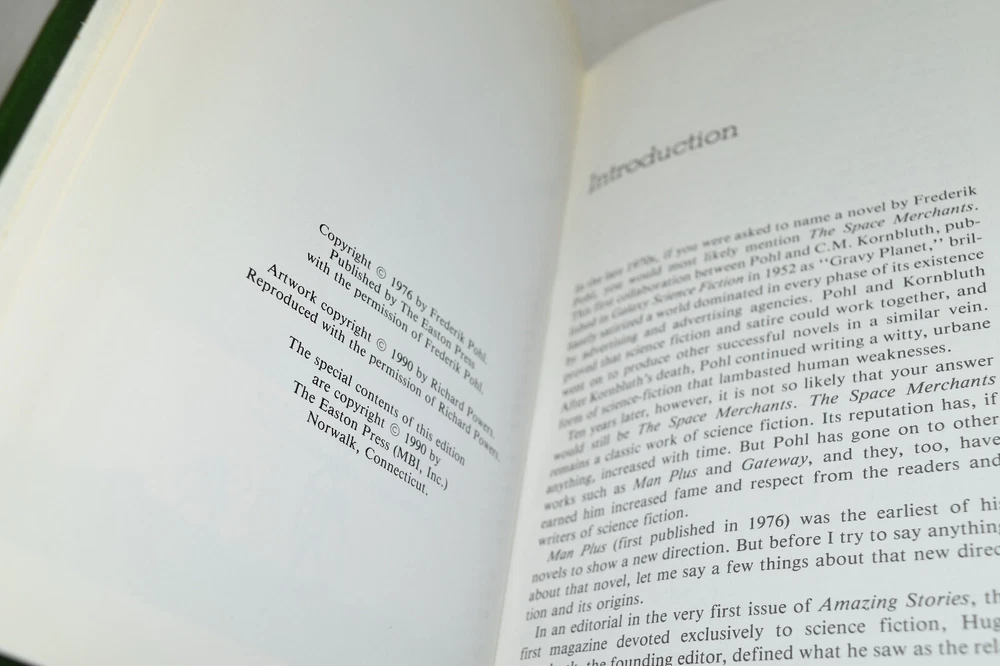 Copyright © 1976 by Frederik Pohl.
Published by The Easton Press
with the permission of Frederik Pohl.
Artwork copyright © 1990 by Richard Powers.
Reproduced with the permission of Richard Powers.
The special contents of this edition
are copyright © 1990 by
The Easton Press (MBI, Inc.)
Norwalk, Connecticut.
Introduction
In the late 1970s, if you were asked to name a novel by Frederik
Pohl, you would most likely mention The Space Merchants.
This first collaboration between Pohl and C.M. Kornbluth, pub-
lished in Galaxy Science Fiction in 1952 as "Gravy Planet," bril-
liantly satirized a world dominated in every phase of its existence
by advertising and advertising agencies. Pohl and Kornbluth
proved that science fiction and satire could work together, and
went on to produce other successful novels in a similar vein.
After Kornbluth's death, Pohl continued writing a witty, urbane
form of science-fiction that lambasted human weaknesses.
Ten years later, however, it is not so likely that your answer
would still be The Space Merchants. The Space Merchants
remains a classic work of science fiction. Its reputation has, if
anything, increased with time. But Pohl has gone on to other
works such as Man Plus and Gateway, and they, too, have
earned him increased fame and respect from the readers and
writers of science fiction.
Man Plus (first published in 1976) was the earliest of his
novels to show a new direction. But before I try to say anything
about that novel, let me say a few things about that new direc
tion and its origins.
In an editorial in the very first issue of Amazing Stories, th
first magazine devoted exclusively to science fiction, Hug
the founding editor, defined what he saw as the rel